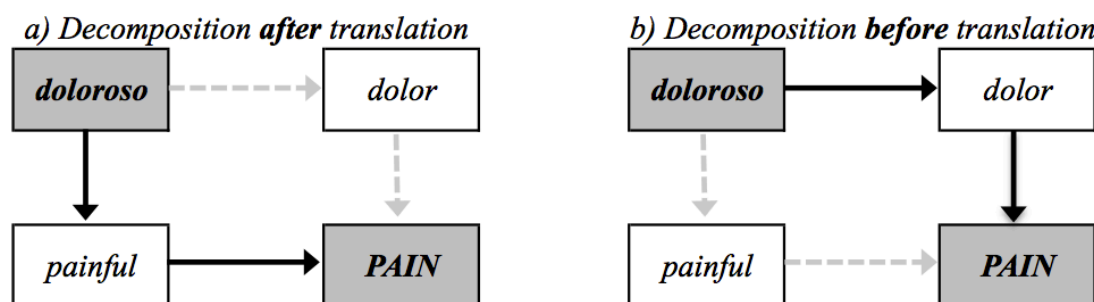 a) Decomposition after translation
doloroso
dolor
painful
PAIN
b) Decomposition before translation
doloroso
dolor
painful
PAIN